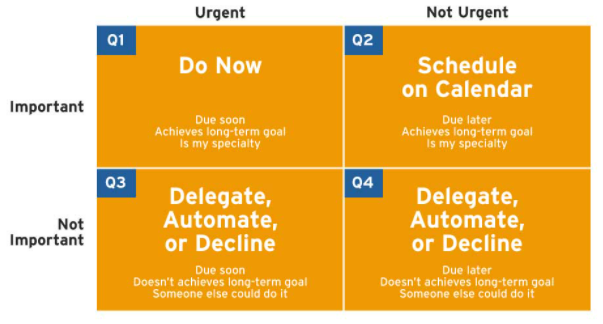 Urgent
Not Urgent
Important
Q1
Do Now
Due soon
Achieves long-term goal
Is my specialty
Q2
Schedule
on Calendar
Due later
Achieves long-term goal
Is my specialty
Not
Important
Q3
Delegate,
Automate,
or Decline
Due soon
Doesn't achieves long-term goal
Someone else could do it
Q4
Delegate,
Automate,
or Decline
Due later
Doesn't achieves long-term goal
Someone else could do it